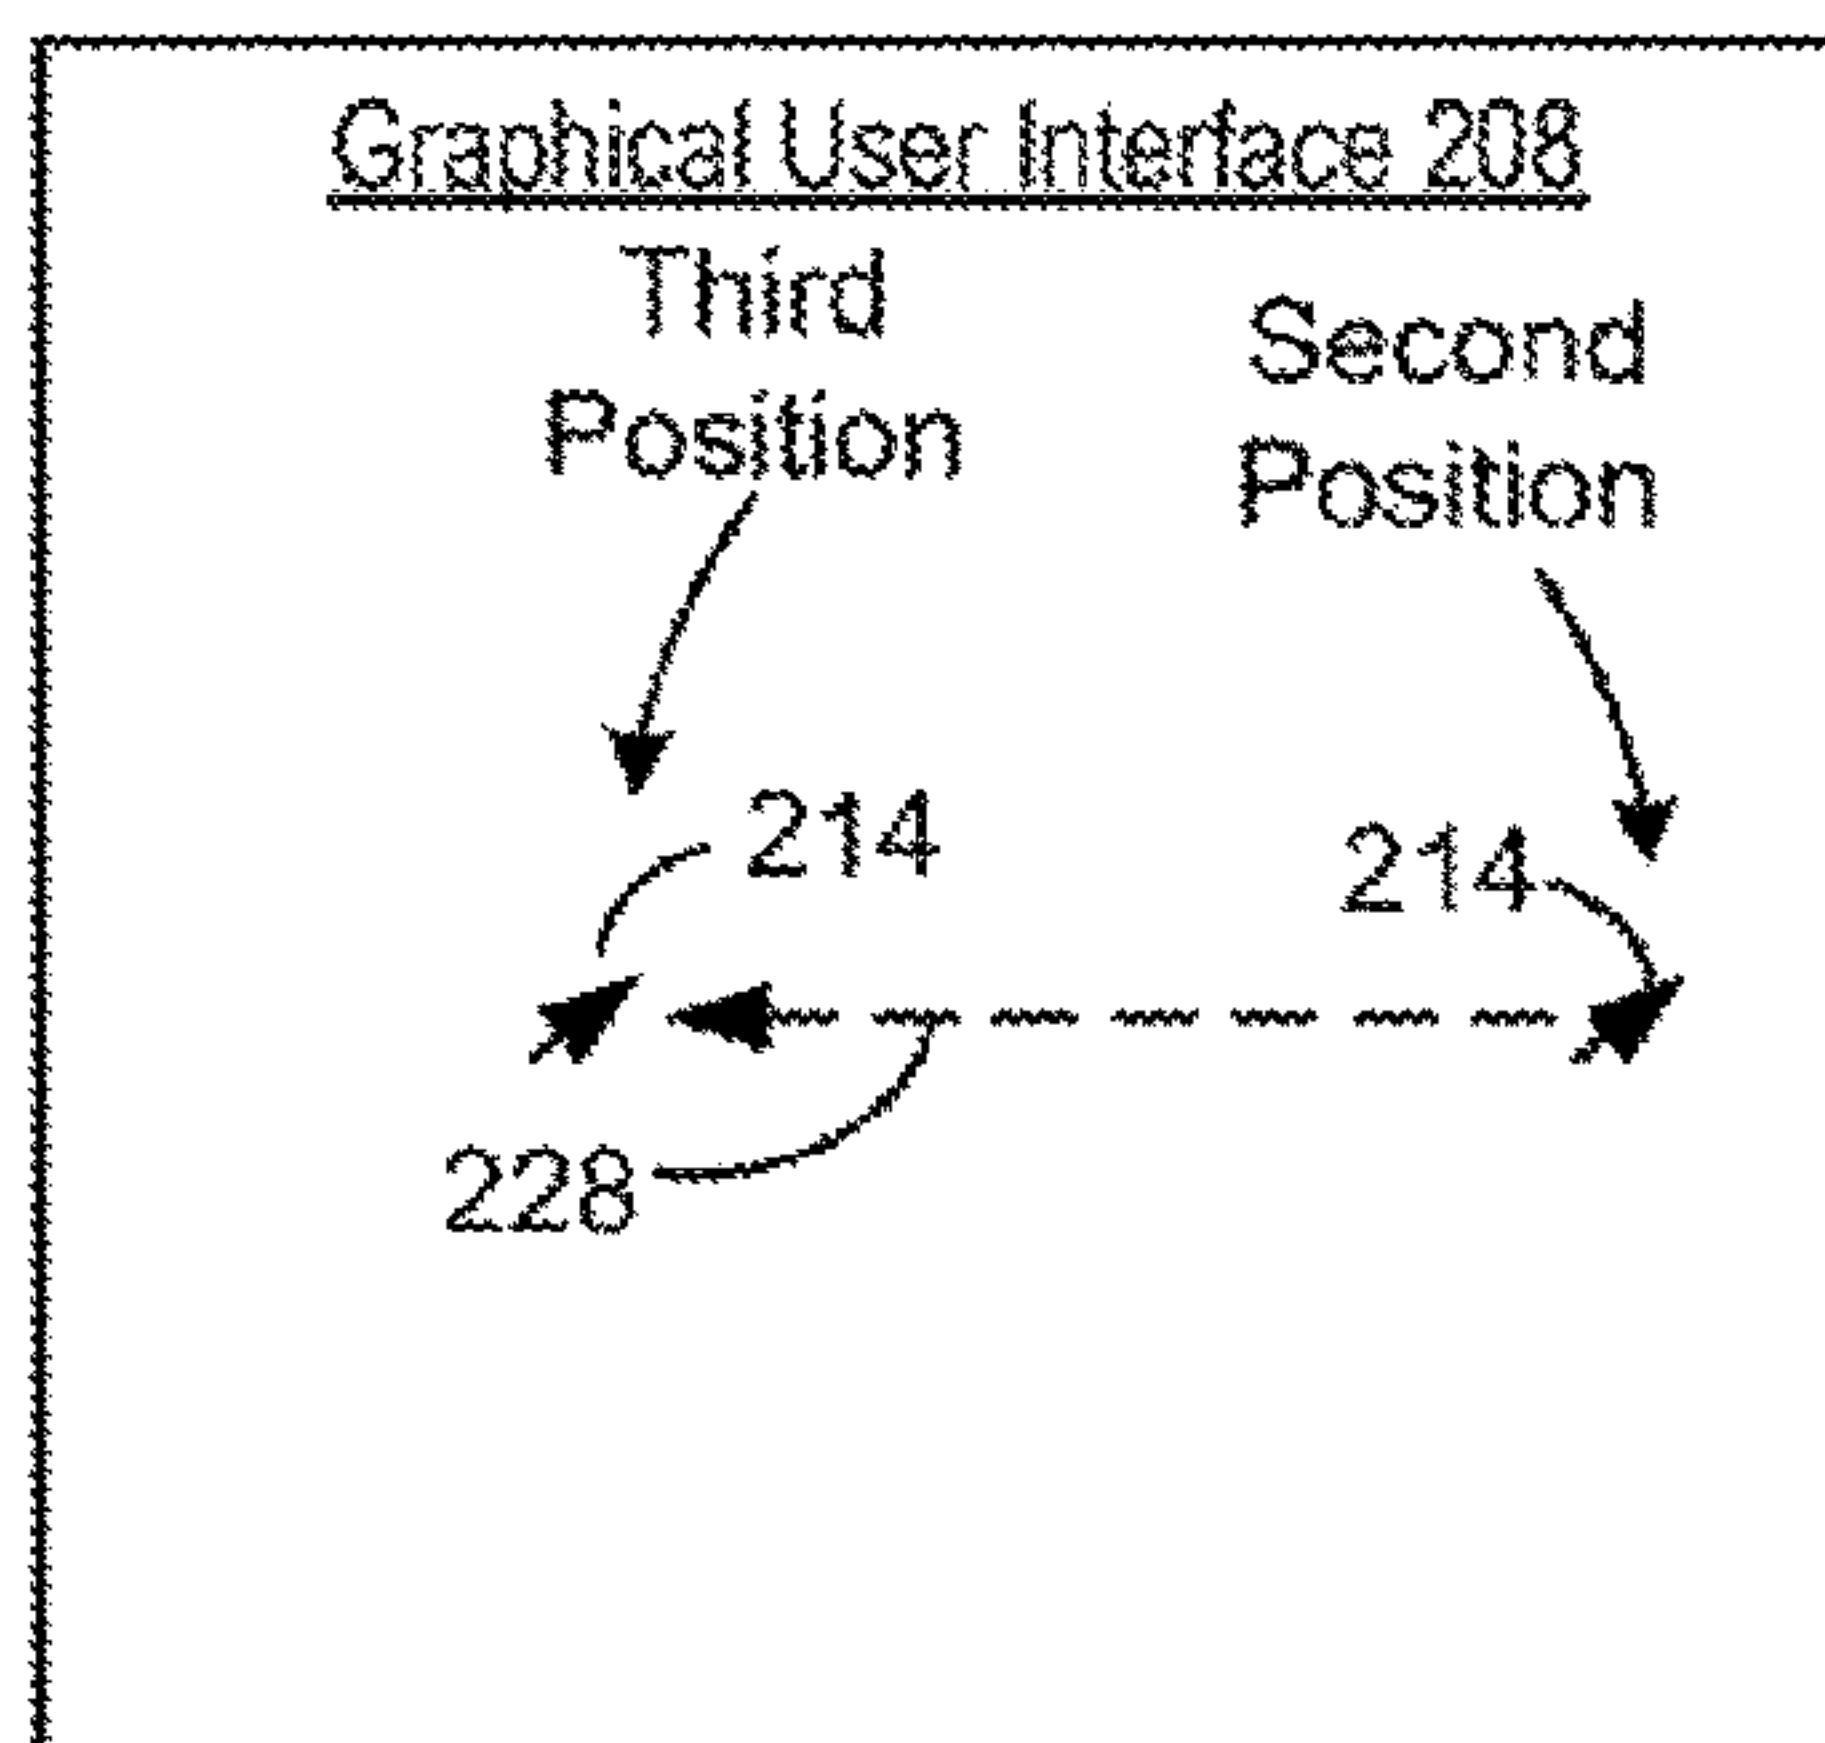 Graphical User Interface 208
Third
Position
Second
Position
214
214
228